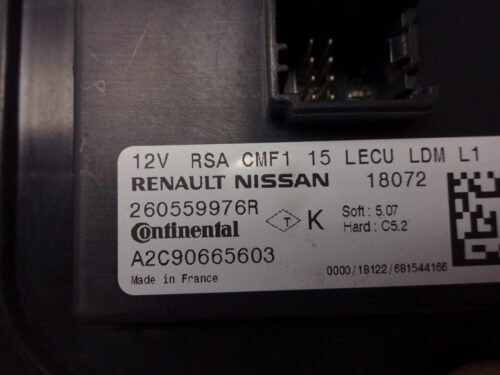 12V RSA CMF1 15 LECU LDM L1
RENAULT NISSAN 18072
260559976R
Continental T K Soft : 5.07
Hard : C5.2
A2C90665603
Made in France 0000/18122/681544166